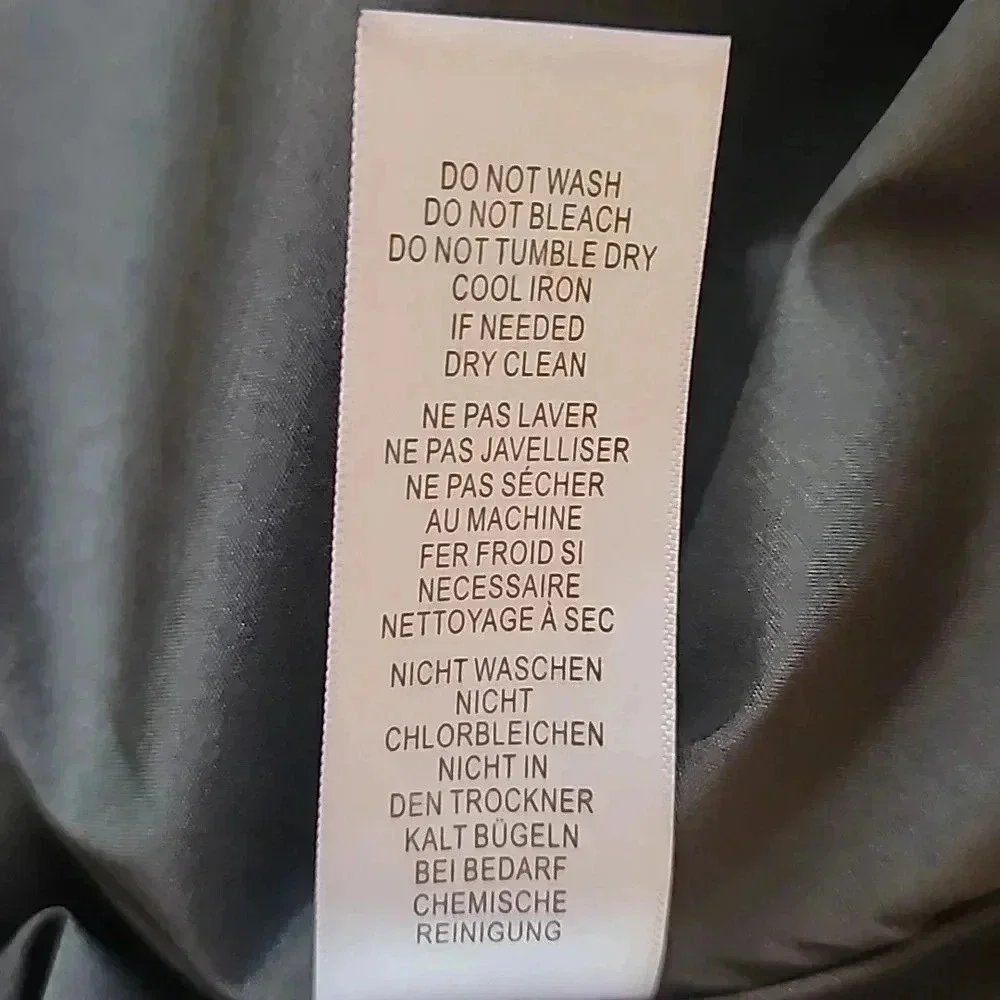 DO NOT WASH
DO NOT BLEACH
DO NOT TUMBLE DRY
COOL IRON
IF NEEDED
DRY CLEAN
NE PAS LAVER
NE PAS JAVELLISER
NE PAS SÉCHER
AU MACHINE
FER FROID SI
NECESSAIRE
NETTOYAGE À SEC
NICHT WASCHEN
NICHT
CHLORBLEICHEN
NICHT IN
DEN TROCKNER
KALT BÜGELN
BEI BEDARF
CHEMISCHE
REINIGUNG